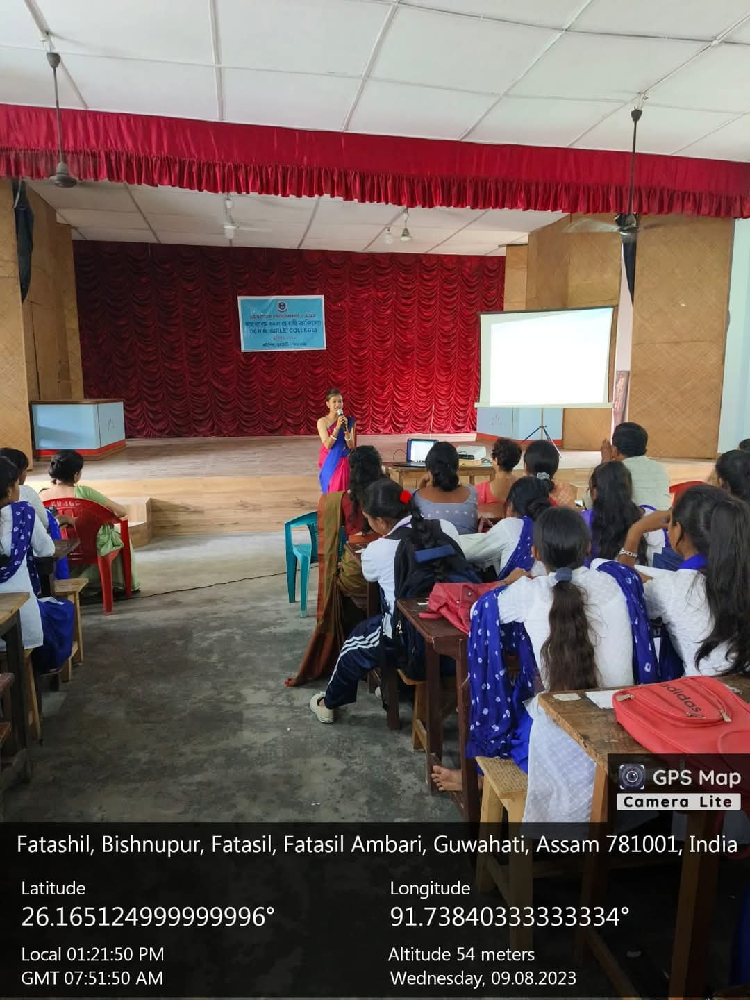 INDUCTION PROGRAMME - 2023
(K.R.B. GIRLS' COLLEGE)
adidas
GPS Map
Camera Lite
Fatashil, Bishnupur, Fatasil, Fatasil Ambari, Guwahati, Assam 781001, India
Latitude
26.165124999999996°
Longitude
91.73840333333334°
Local 01:21:50 PM
GMT 07:51:50 AM
Altitude 54 meters
Wednesday, 09.08.2023